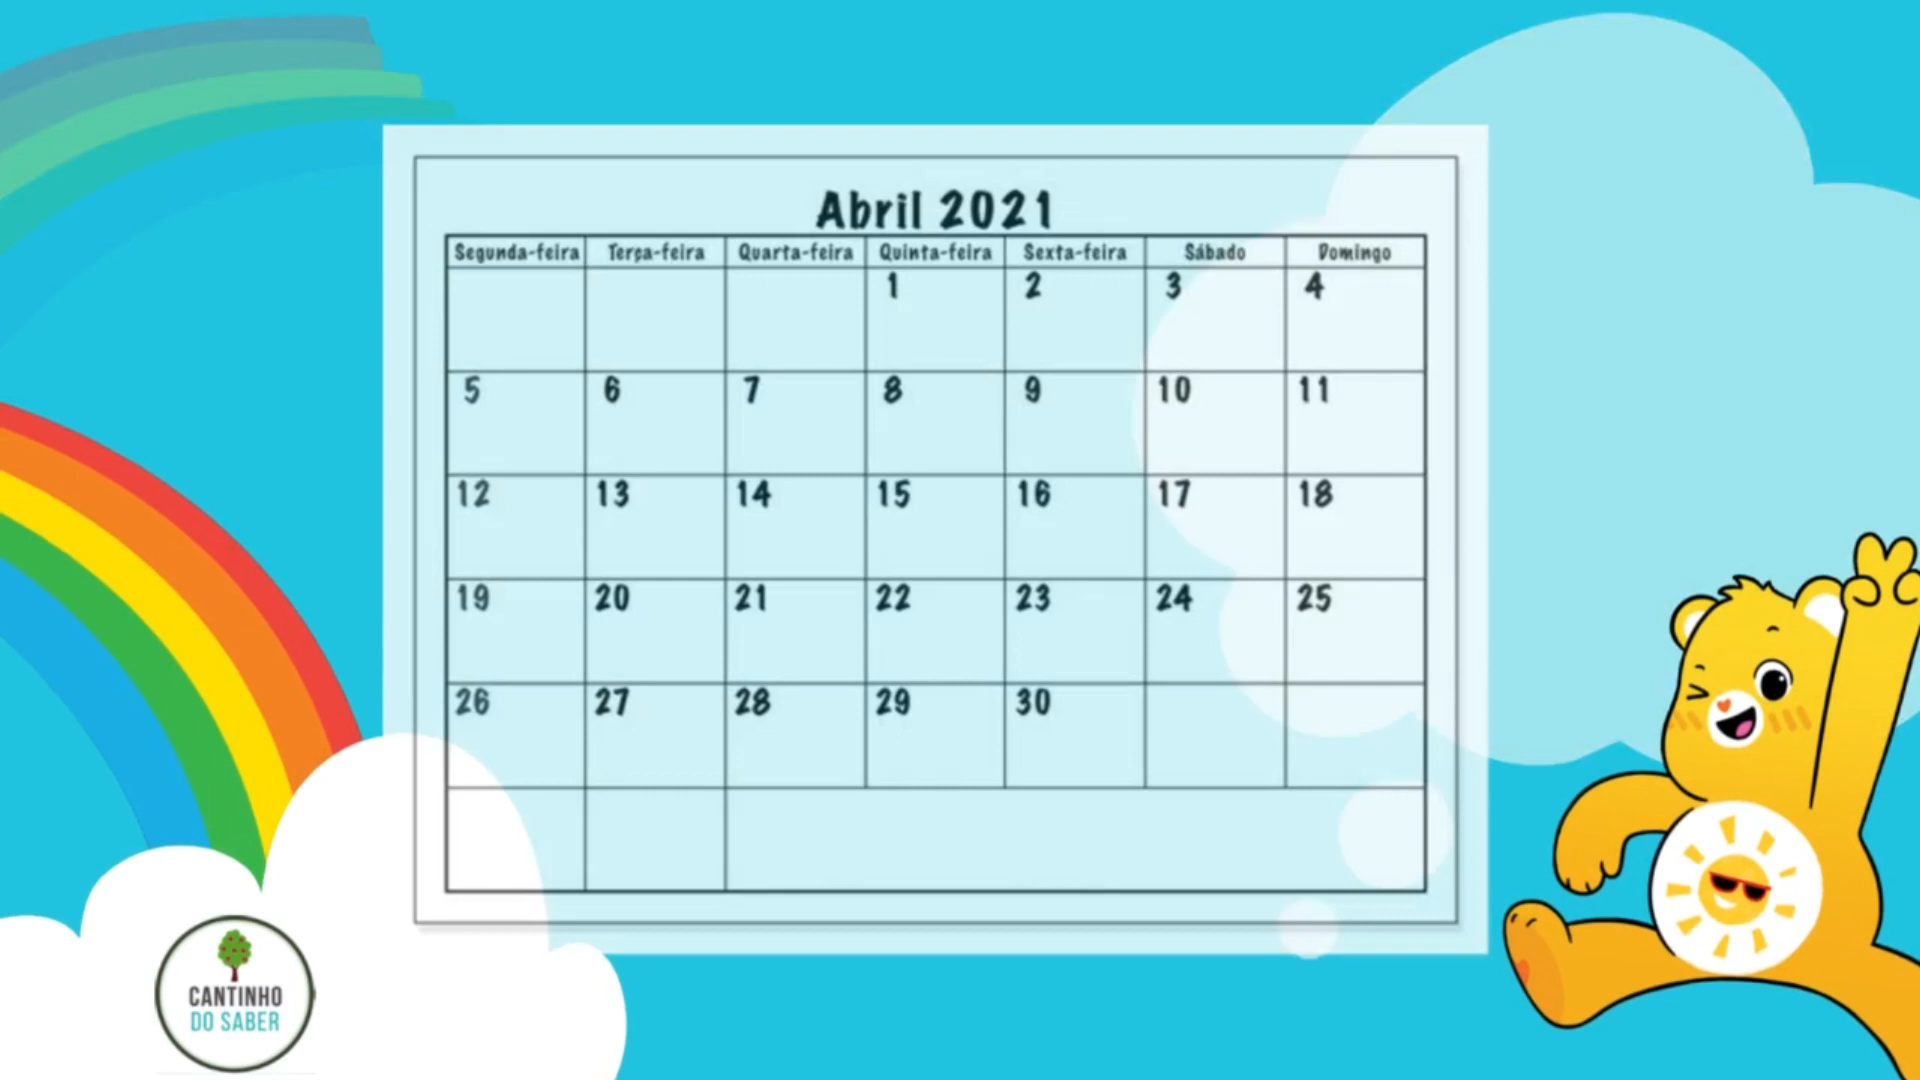 Abril 2021
Segunda-feira Terça-feira Quarta-feira Quinta-feira Sexta-feira Sábado Domingo
1 2 3 4
5 6 7 8 9 10 11
12 13 14 15 16 17 18
19 20 21 22 23 24 25
26 27 28 29 30
CANTINHO
DO SABER